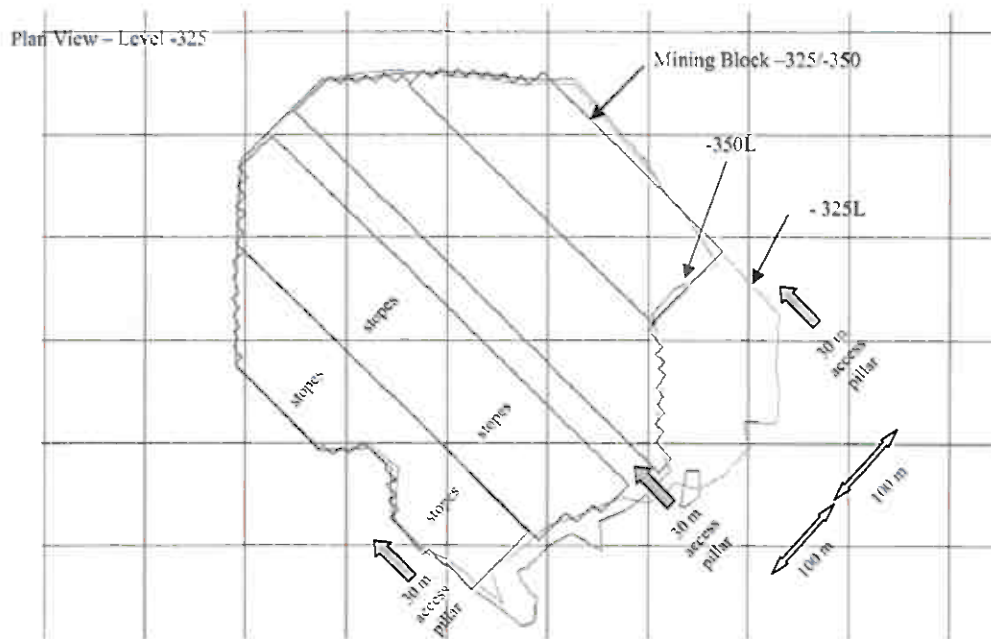 Plan View – Level -325
Mining Block –325/-350
-350L
- 325L
30 m
access
pillar
stopes
stopes
stopes
stopes
30 m
access
pillar
30 m
access
pillar
100 m
100 m